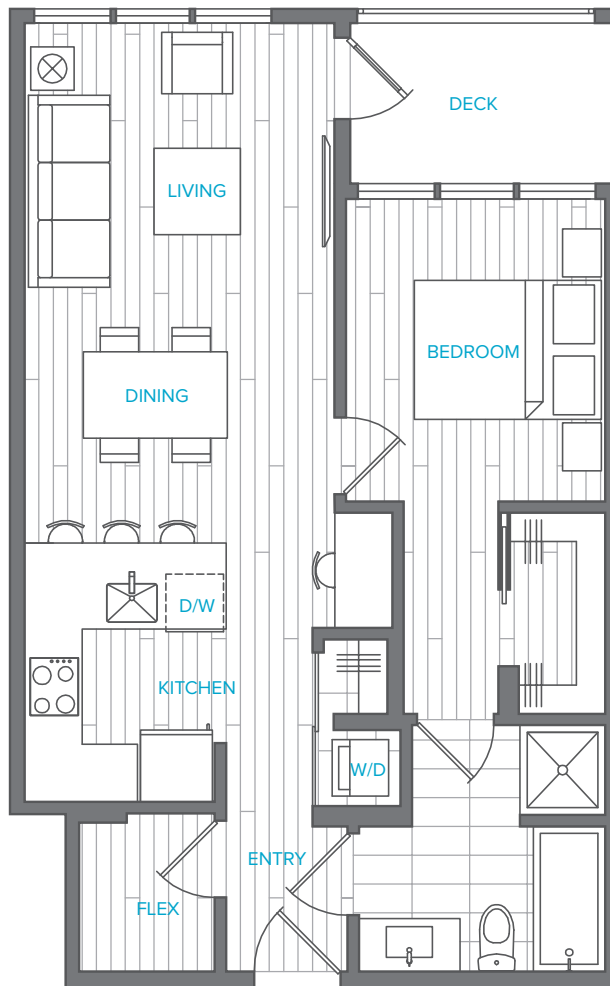 DECK
LIVING
BEDROOM
DINING
D/W
KITCHEN
W/D
ENTRY
FLEX